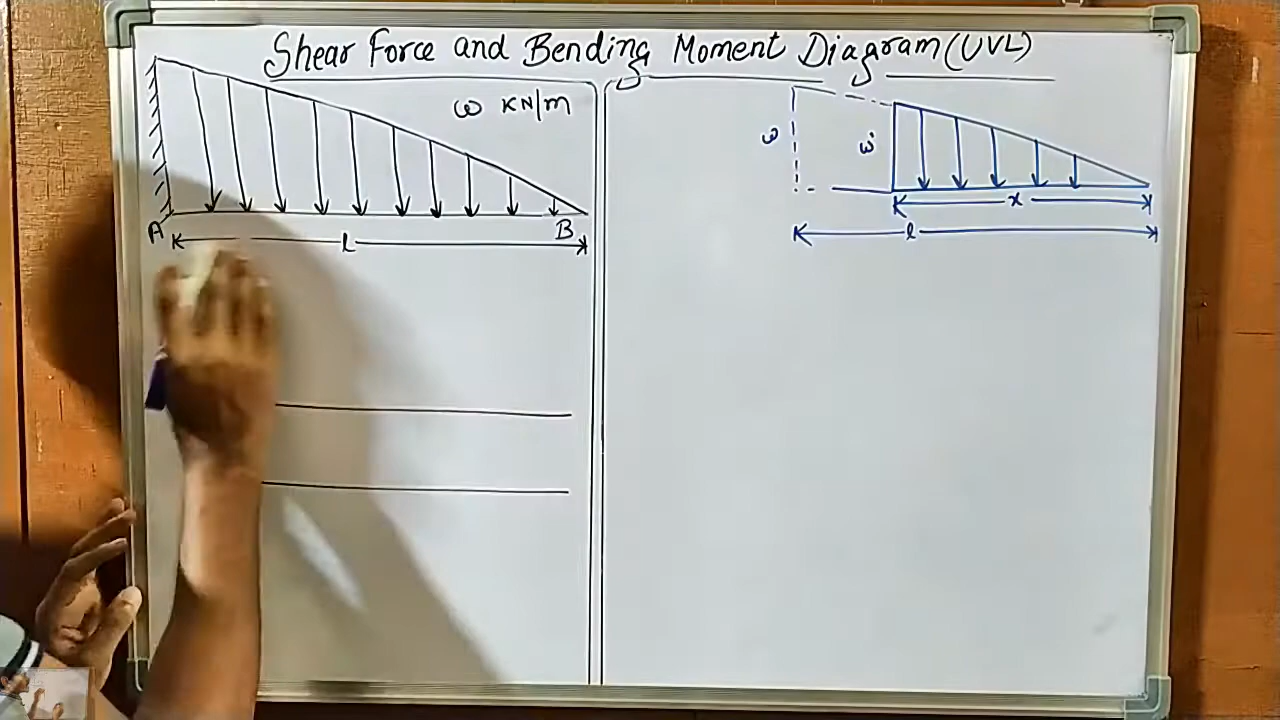 Shear Force and Bending Moment Diagram (UVL)
ω KN/m
A
B
L
ω
ω'
x
l